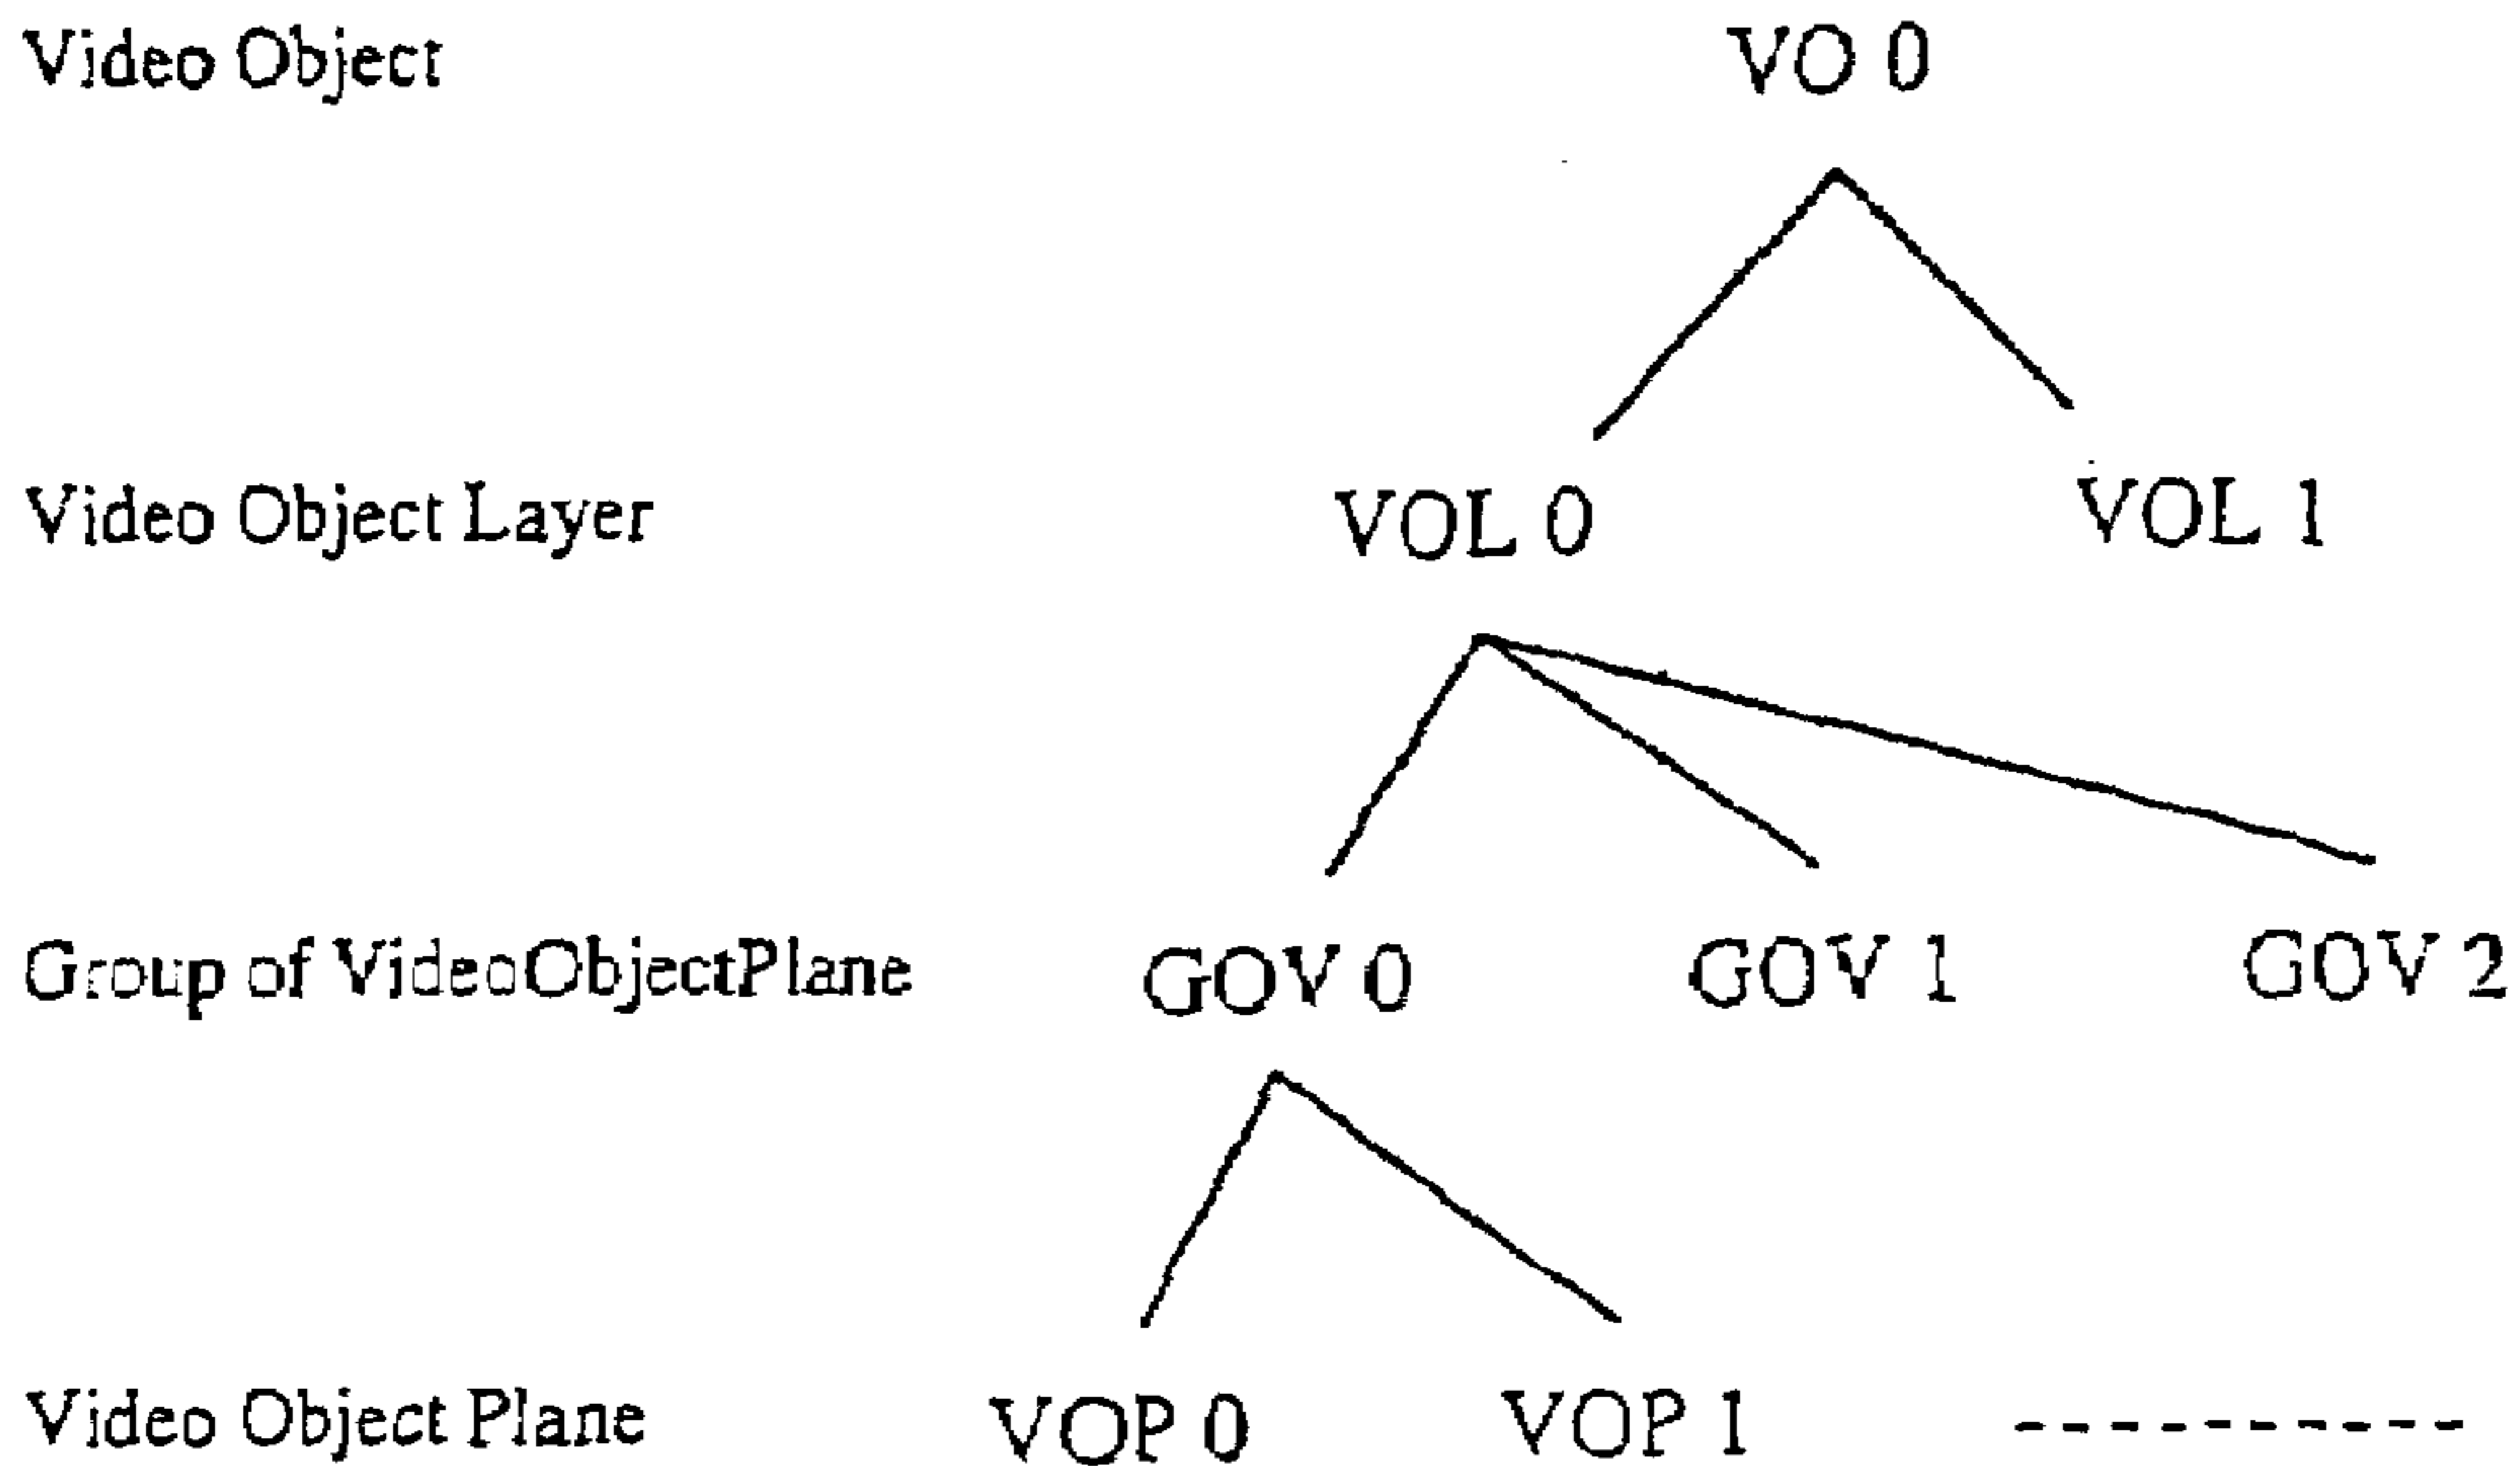 Video Object VO 0
Video Object Layer VOL 0 VOL 1
Group of VideoObjectPlane GOV 0 GOV 1 GOV 2
Video Object Plane VOP 0 VOP 1 ----------